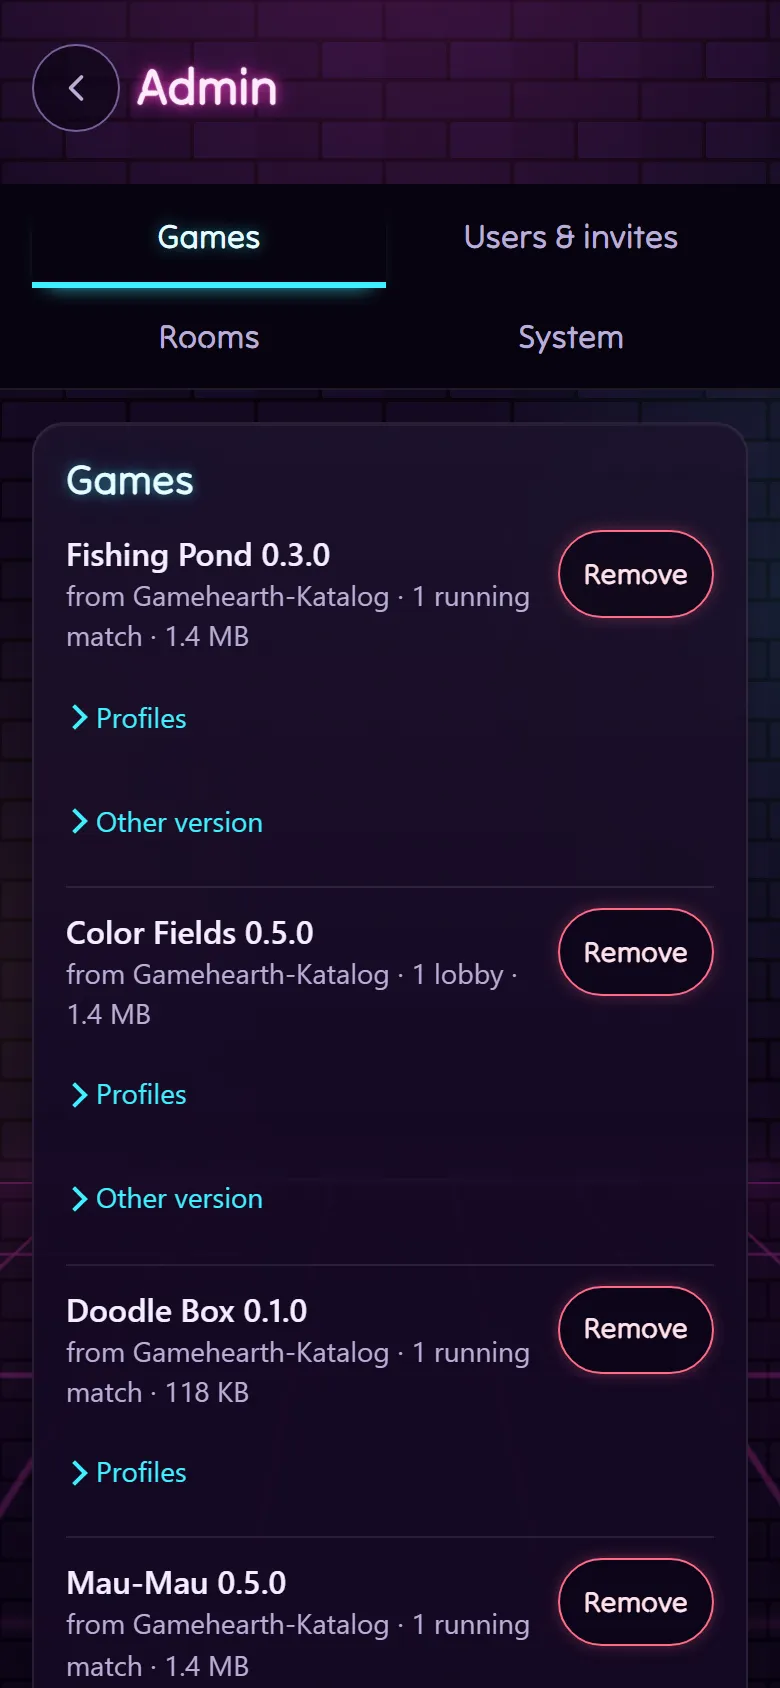 Admin
Games
Users & invites
Rooms
System
Games
Fishing Pond 0.3.0
Remove
from Gamehearth-Katalog · 1 running
match · 1.4 MB
Profiles
Other version
Color Fields 0.5.0
Remove
from Gamehearth-Katalog · 1 lobby ·
1.4 MB
Profiles
Other version
Doodle Box 0.1.0
Remove
from Gamehearth-Katalog · 1 running
match · 118 KB
Profiles
Mau-Mau 0.5.0
Remove
from Gamehearth-Katalog · 1 running
match · 1.4 MB